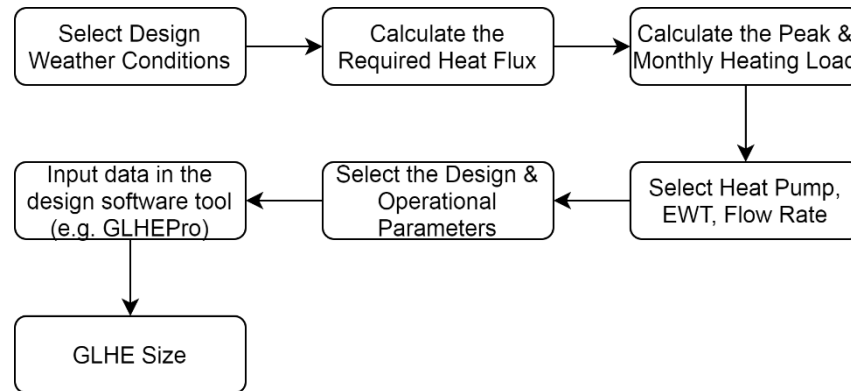 Select Design
Weather Conditions
Calculate the
Required Heat Flux
Calculate the Peak &
Monthly Heating Load
Select Heat Pump,
EWT, Flow Rate
Select the Design &
Operational
Parameters
Input data in the
design software tool
(e.g. GLHEPro)
GLHE Size